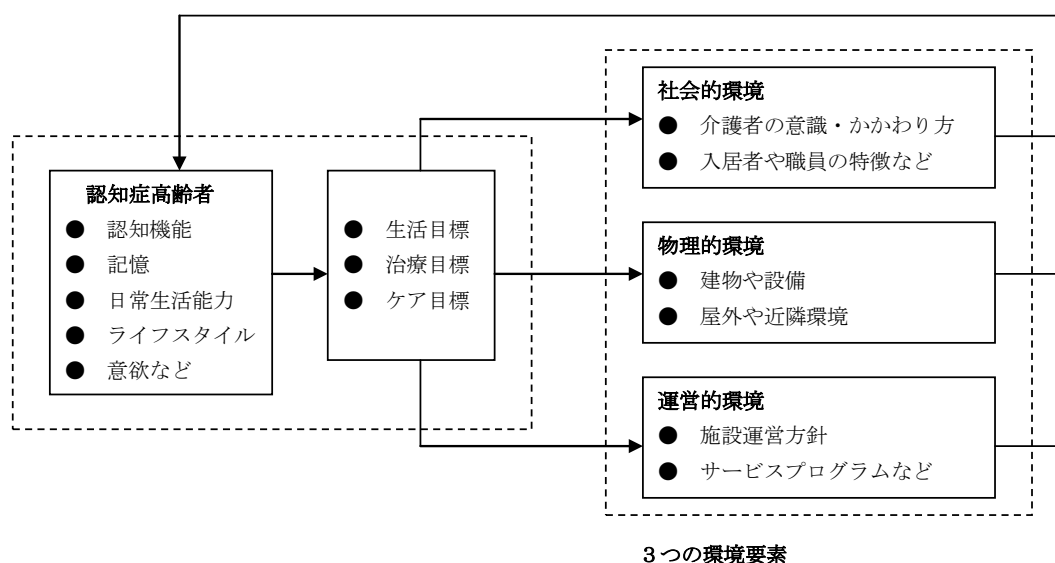 認知症高齢者
● 認知機能
● 記憶
● 日常生活能力
● ライフスタイル
● 意欲など
● 生活目標
● 治療目標
● ケア目標
社会的環境
● 介護者の意識・かかわり方
● 入居者や職員の特徴など
物理的環境
● 建物や設備
● 屋外や近隣環境
運営的環境
● 施設運営方針
● サービスプログラムなど
３つの環境要素